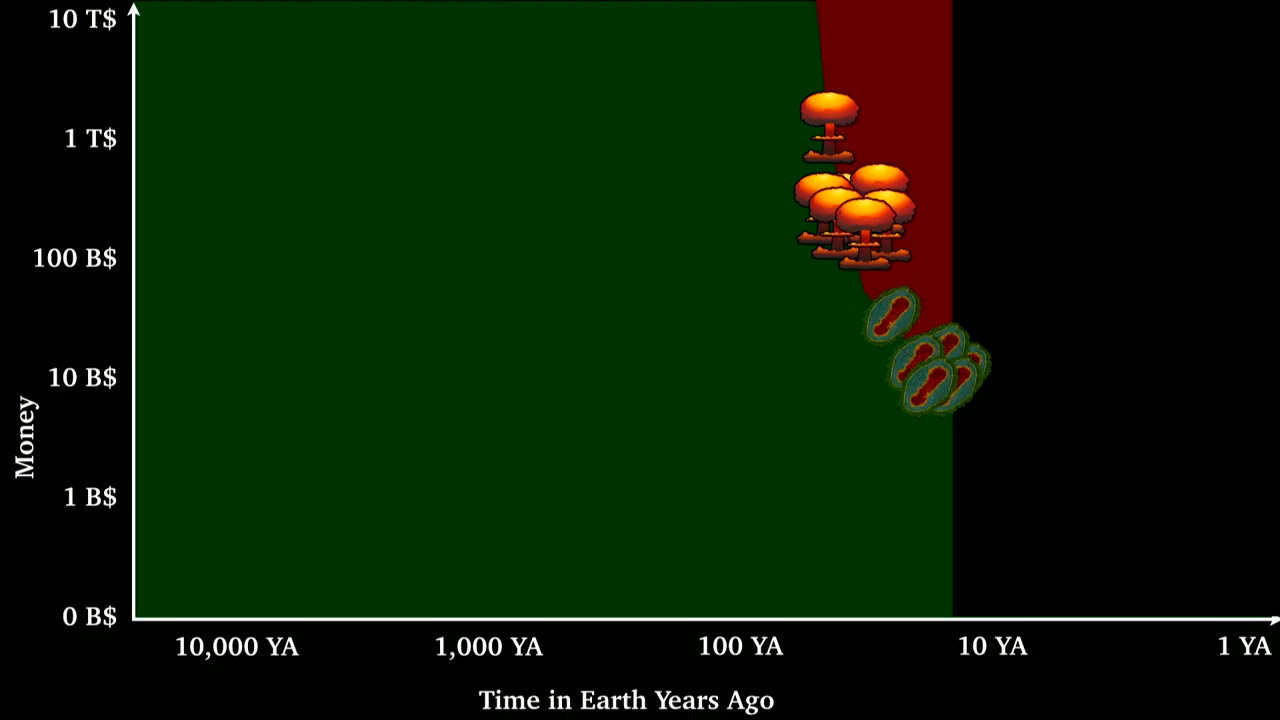 10 T$
1 T$
100 B$
10 B$
1 B$
0 B$
Money
10,000 YA
1,000 YA
100 YA
10 YA
1 YA
Time in Earth Years Ago